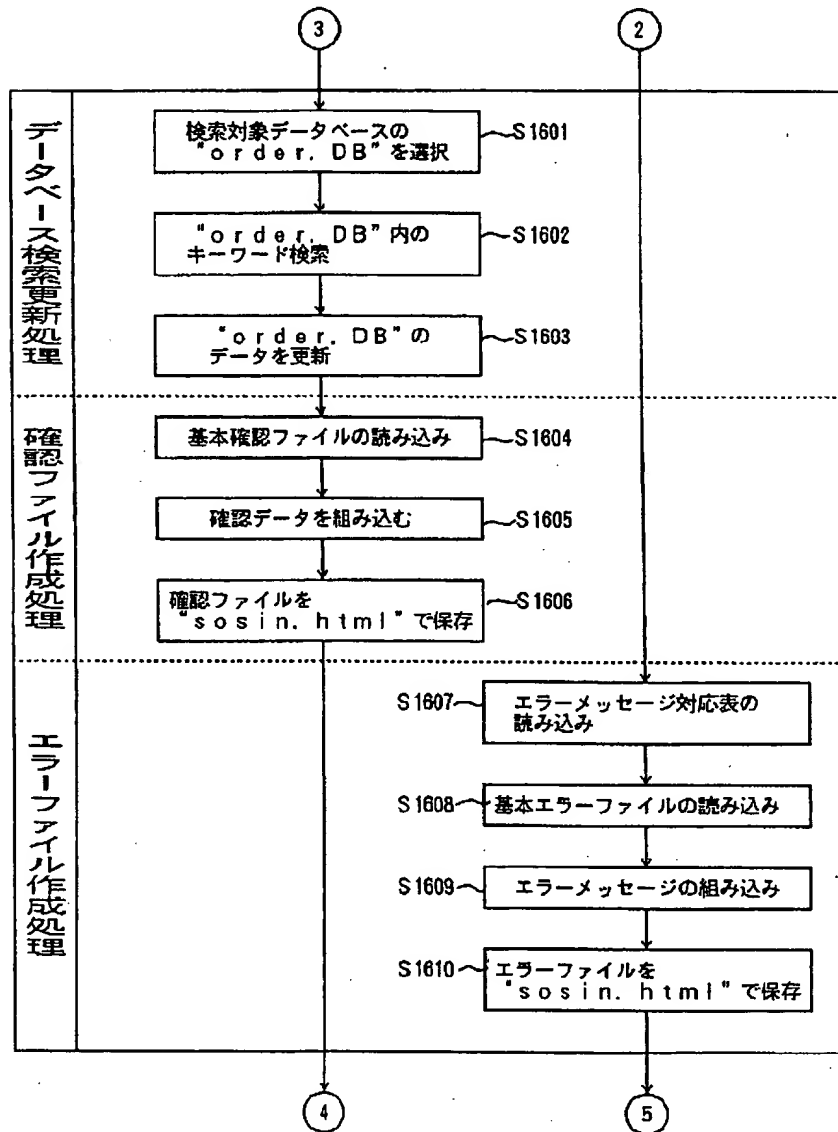 3
2
データベース検索更新処理
検索対象データベースの
“order. DB”を選択
S1601
“order. DB”内の
キーワード検索
S1602
“order. DB”の
データを更新
S1603
確認ファイル作成処理
基本確認ファイルの読み込み
S1604
確認データを組み込む
S1605
確認ファイルを
“sosin. html”で保存
S1606
エラーファイル作成処理
S1607
エラーメッセージ対応表の
読み込み
S1608
基本エラーファイルの読み込み
S1609
エラーメッセージの組み込み
S1610
エラーファイルを
“sosin. html”で保存
4
5